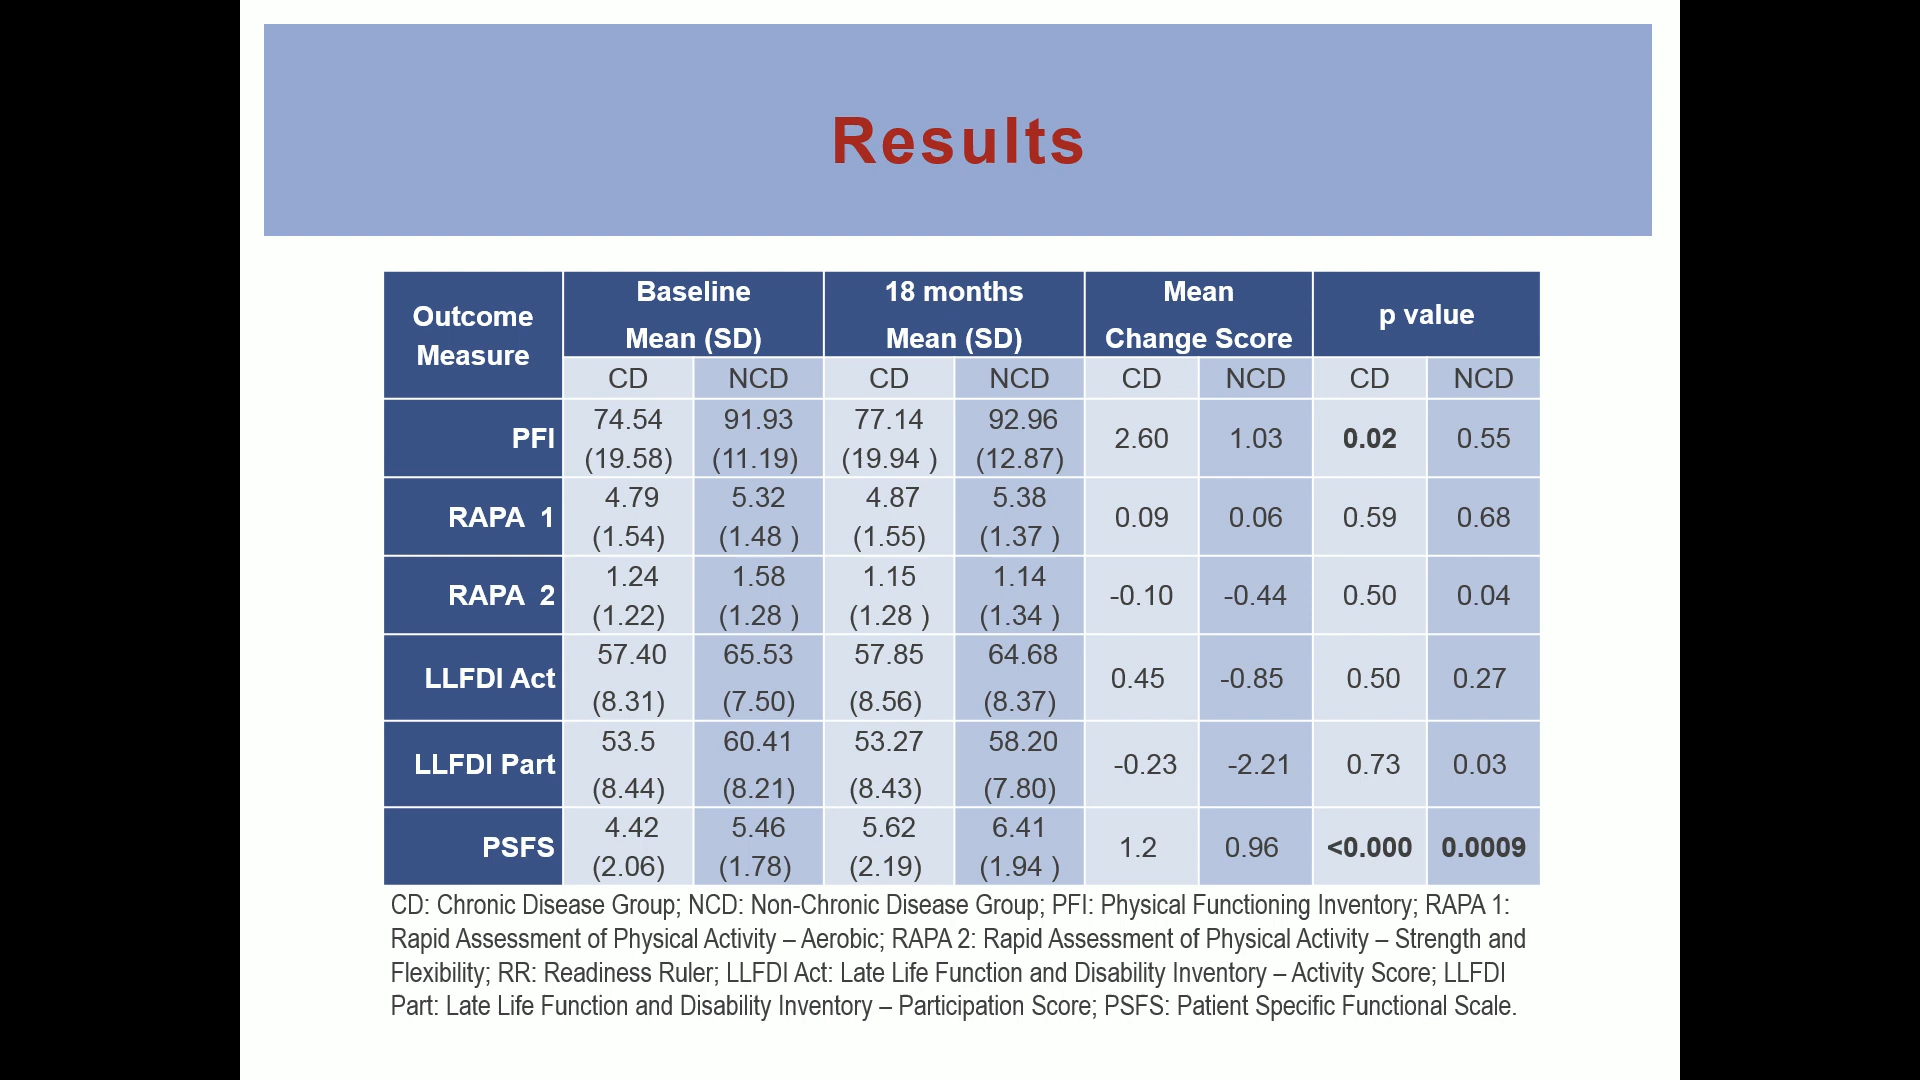 Results
Outcome Measure | Baseline Mean (SD) | 18 months Mean (SD) | Mean Change Score | p value
CD | NCD | CD | NCD | CD | NCD | CD | NCD
PFI | 74.54 (19.58) | 91.93 (11.19) | 77.14 (19.94 ) | 92.96 (12.87) | 2.60 | 1.03 | 0.02 | 0.55
RAPA 1 | 4.79 (1.54) | 5.32 (1.48 ) | 4.87 (1.55) | 5.38 (1.37 ) | 0.09 | 0.06 | 0.59 | 0.68
RAPA 2 | 1.24 (1.22) | 1.58 (1.28 ) | 1.15 (1.28 ) | 1.14 (1.34 ) | -0.10 | -0.44 | 0.50 | 0.04
LLFDI Act | 57.40 (8.31) | 65.53 (7.50) | 57.85 (8.56) | 64.68 (8.37) | 0.45 | -0.85 | 0.50 | 0.27
LLFDI Part | 53.5 (8.44) | 60.41 (8.21) | 53.27 (8.43) | 58.20 (7.80) | -0.23 | -2.21 | 0.73 | 0.03
PSFS | 4.42 (2.06) | 5.46 (1.78) | 5.62 (2.19) | 6.41 (1.94 ) | 1.2 | 0.96 | <0.000 | 0.0009
CD: Chronic Disease Group; NCD: Non-Chronic Disease Group; PFI: Physical Functioning Inventory; RAPA 1:
Rapid Assessment of Physical Activity – Aerobic; RAPA 2: Rapid Assessment of Physical Activity – Strength and
Flexibility; RR: Readiness Ruler; LLFDI Act: Late Life Function and Disability Inventory – Activity Score; LLFDI
Part: Late Life Function and Disability Inventory – Participation Score; PSFS: Patient Specific Functional Scale.